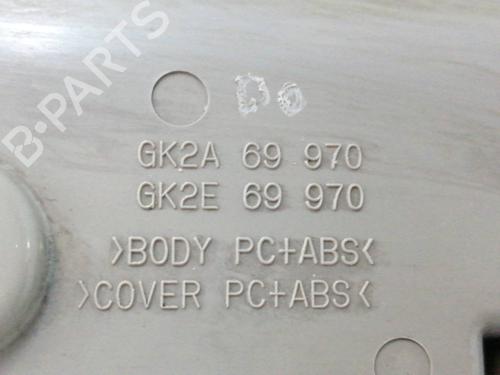 B-PARTS
GK2A 69 970
GK2E 69 970
>BODY PC+ABS<
>COVER PC+ABS<